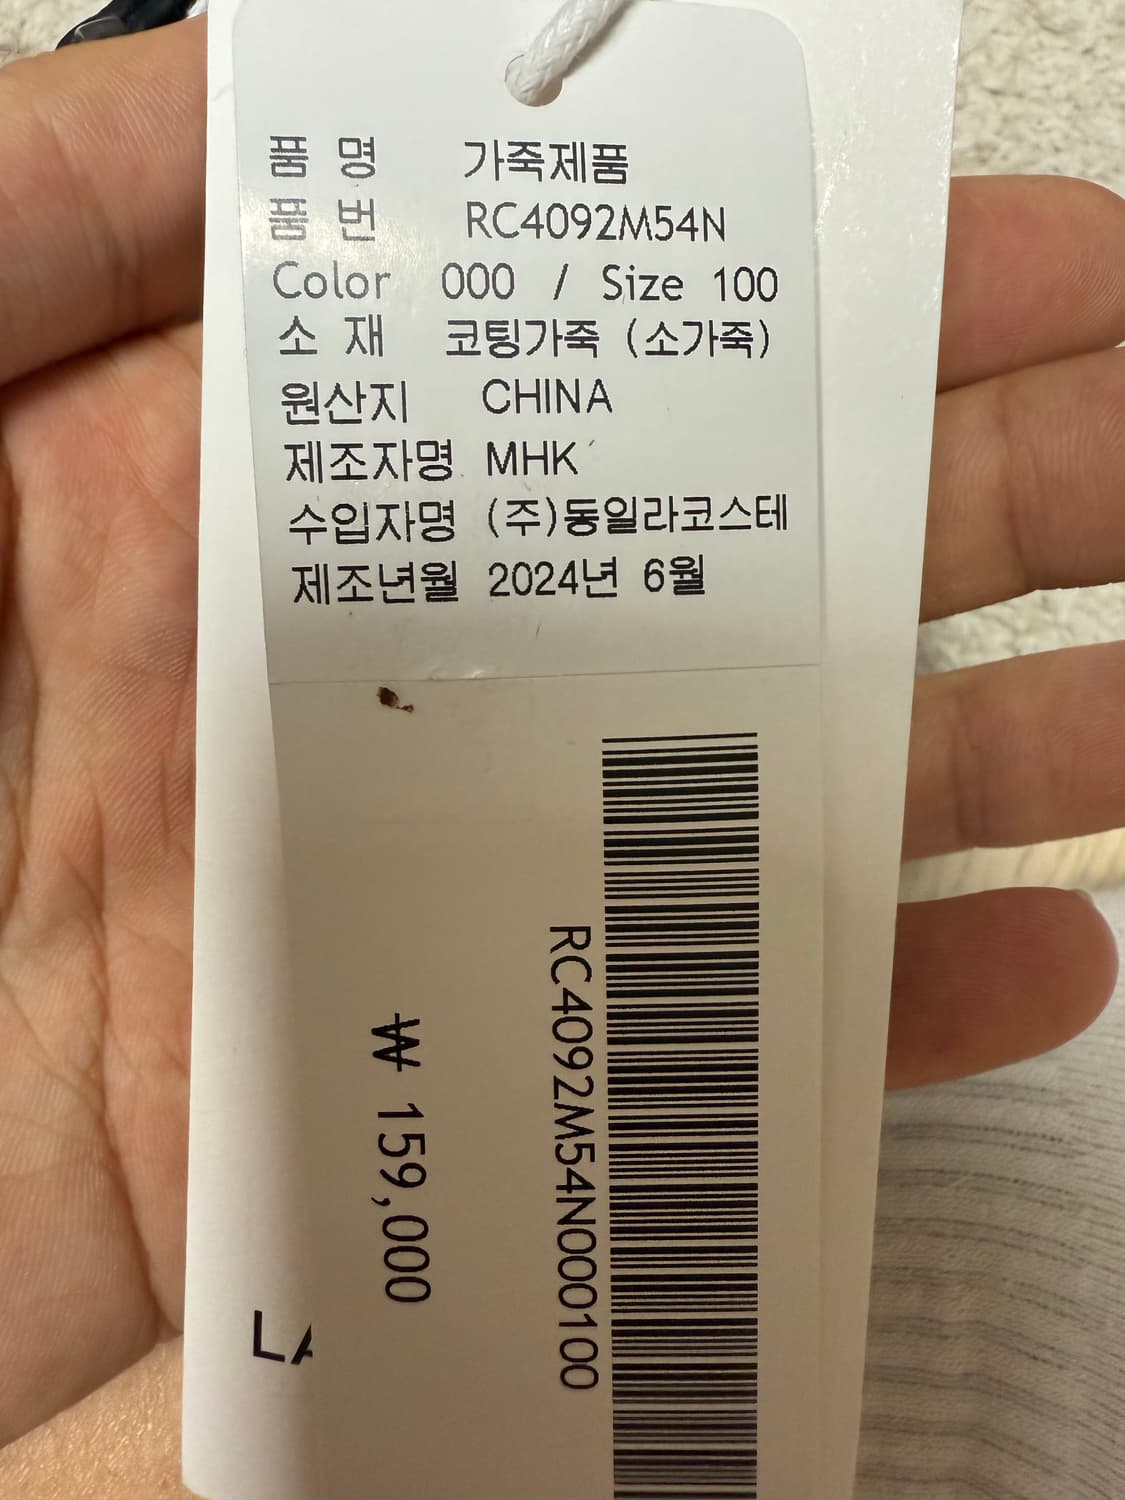 품 명 가죽제품
품 번 RC4092M54N
Color 000 / Size 100
소 재 코팅가죽 (소가죽)
원산지 CHINA
제조자명 MHK
수입자명 (주)동일라코스테
제조년월 2024년 6월
RC4092M54N000100
₩ 159,000